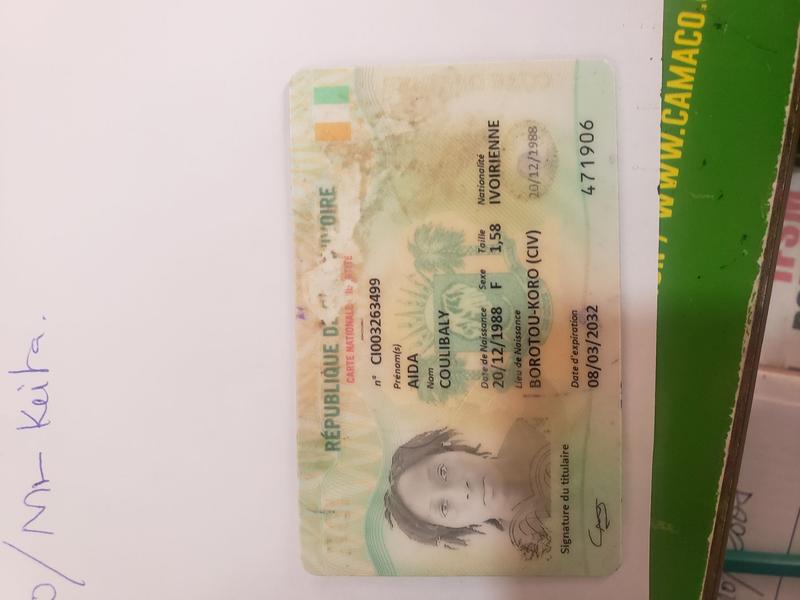 RÉPUBLIQUE DE IVOIRE
CARTE NATIONALE
n° CI003263499
Prénom(s)
AIDA
Nom
COULIBALY
Date de Naissance Sexe Taille Nationalité
20/12/1988 F 1,58 IVOIRIENNE
Lieu de Naissance
BOROTOU-KORO (CIV)
20/12/1988
Date d'expiration
08/03/2032
471906
Signature du titulaire
/Mr Keita.
WWW.CAMACO.